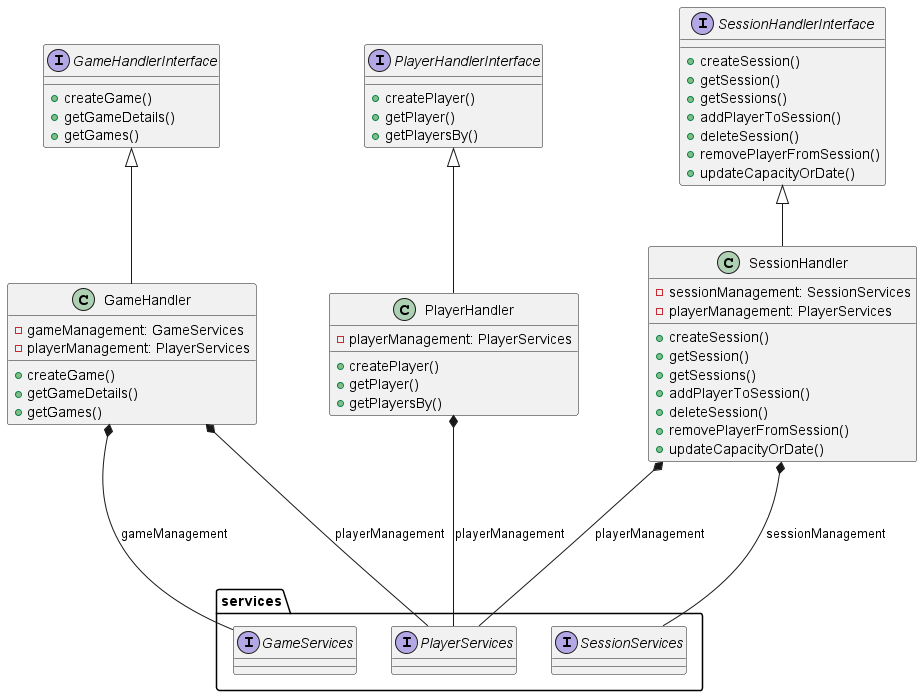 I GameHandlerInterface
createGame()
getGameDetails()
getGames()
I PlayerHandlerInterface
createPlayer()
getPlayer()
getPlayersBy()
I SessionHandlerInterface
createSession()
getSession()
getSessions()
addPlayerToSession()
deleteSession()
removePlayerFromSession()
updateCapacityOrDate()
C GameHandler
gameManagement: GameServices
playerManagement: PlayerServices
createGame()
getGameDetails()
getGames()
C PlayerHandler
playerManagement: PlayerServices
createPlayer()
getPlayer()
getPlayersBy()
C SessionHandler
sessionManagement: SessionServices
playerManagement: PlayerServices
createSession()
getSession()
getSessions()
addPlayerToSession()
deleteSession()
removePlayerFromSession()
updateCapacityOrDate()
gameManagement
playerManagement
playerManagement
playerManagement
sessionManagement
services
I GameServices
I PlayerServices
I SessionServices